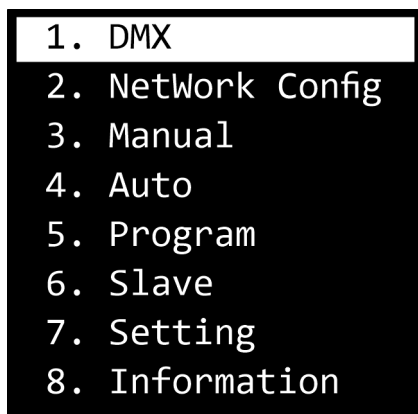 1. DMX
2. NetWork Config
3. Manual
4. Auto
5. Program
6. Slave
7. Setting
8. Information